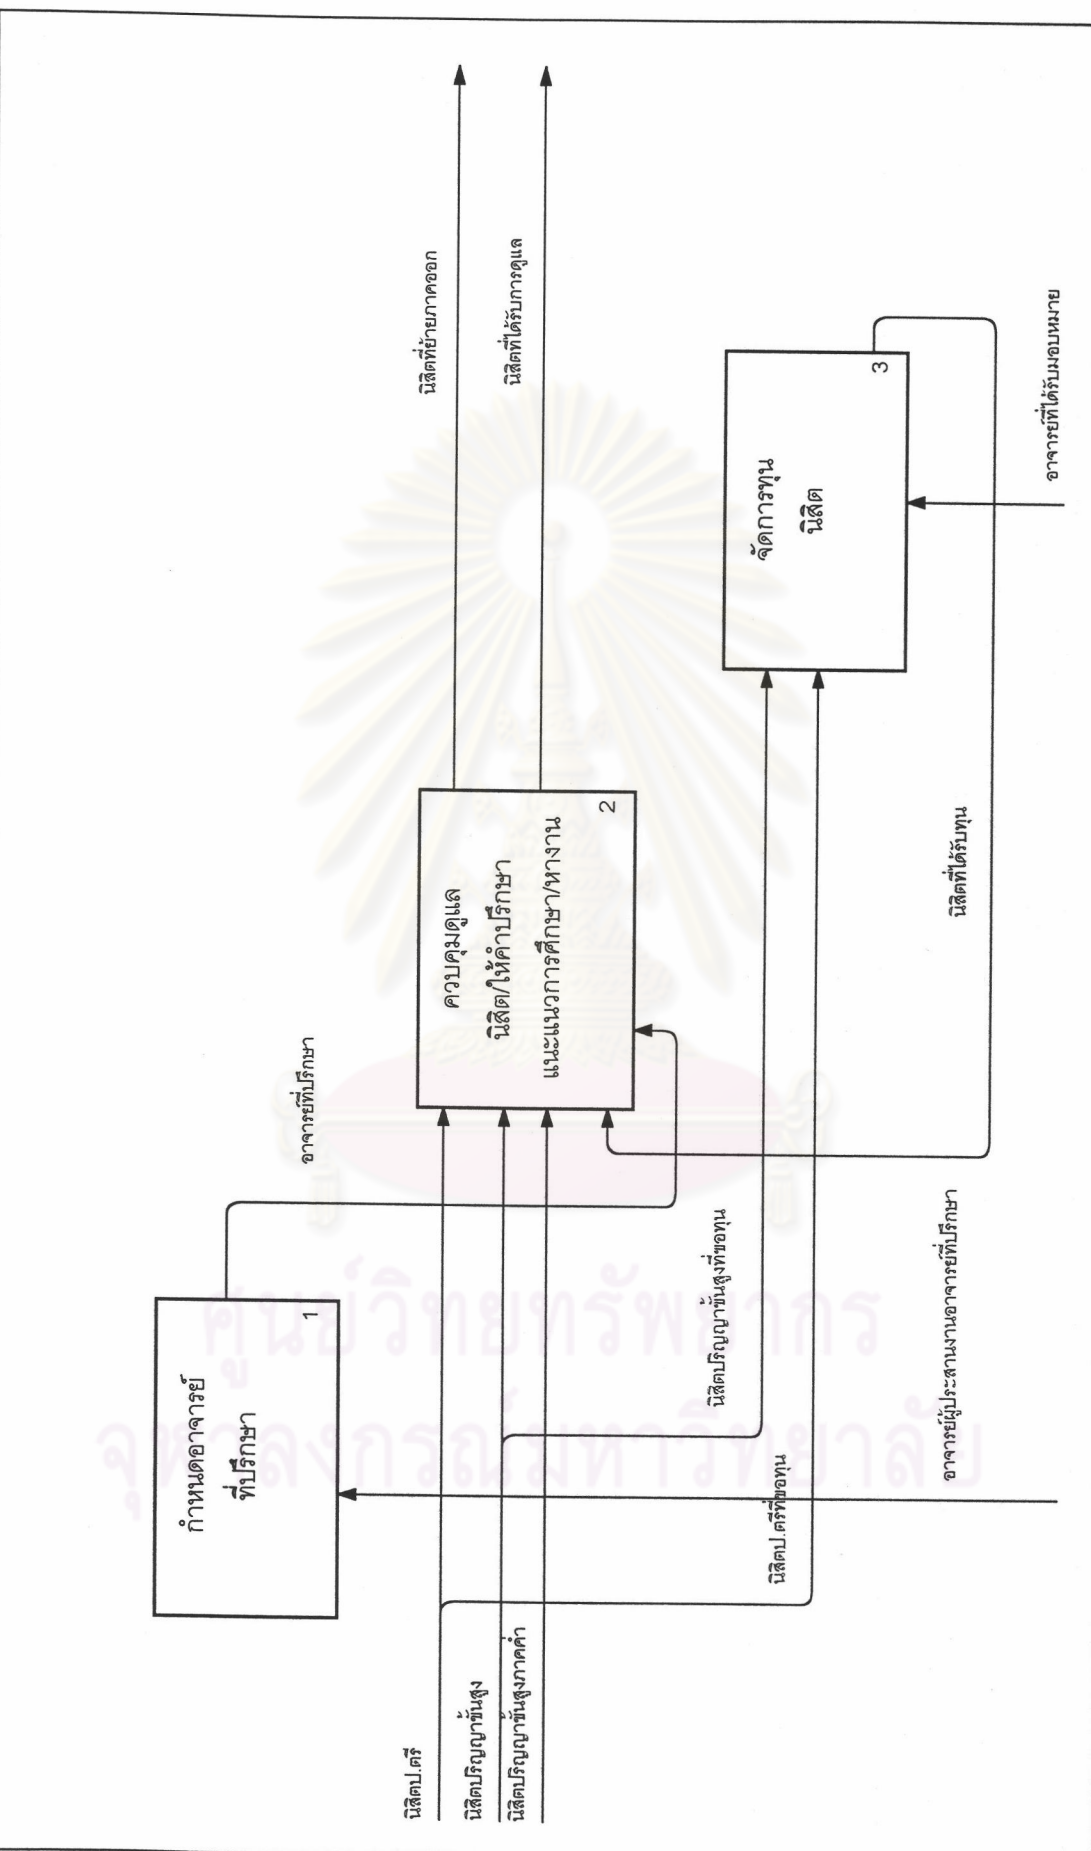 กำหนดอาจารย์
ที่ปรึกษา
1
อาจารย์ที่ปรึกษา
นิสิตป.ตรี
นิสิตปริญญาขั้นสูง
นิสิตปริญญาขั้นสูงภาคค่ำ
ควบคุมดูแล
นิสิต/ให้คำปรึกษา
แนะแนวการศึกษา/หางาน
2
นิสิตที่ย้ายภาคออก
นิสิตที่ได้รับการดูแล
นิสิตปริญญาขั้นสูงที่ขอทุน
นิสิตป.ตรีที่ขอทุน
จัดการทุน
นิสิต
3
นิสิตที่ได้รับทุน
อาจารย์ผู้ประสานงานอาจารย์ที่ปรึกษา
อาจารย์ที่ได้รับมอบหมาย
ศูนย์วิทยทรัพยากร
จุฬาลงกรณ์มหาวิทยาลัย